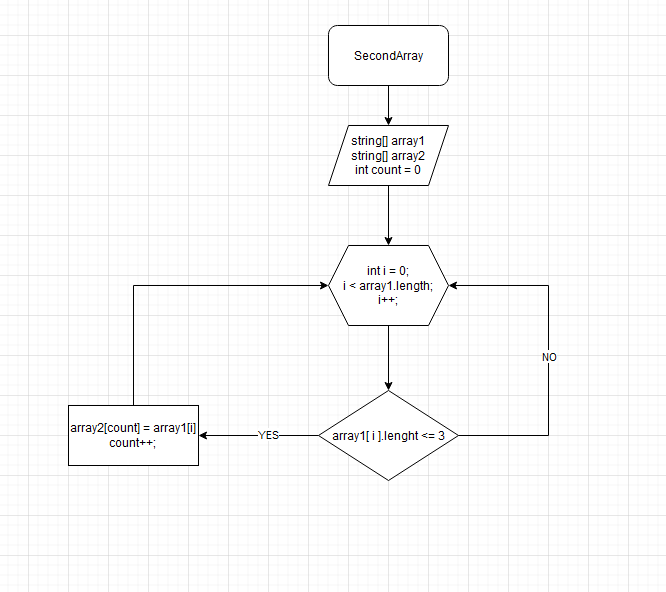 SecondArray
string[] array1
string[] array2
int count = 0
int i = 0;
i < array1.length;
i++;
NO
array2[count] = array1[i]
count++;
YES
array1[ i ].lenght <= 3